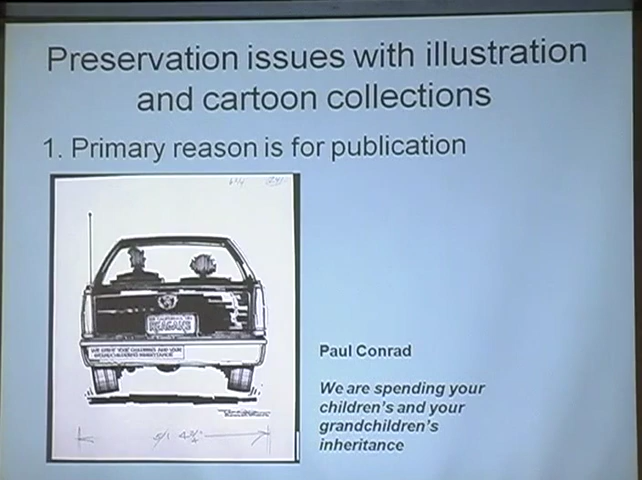 Preservation issues with illustration
and cartoon collections
1. Primary reason is for publication
REAGANS
Paul Conrad
We are spending your
children's and your
grandchildren's
inheritance